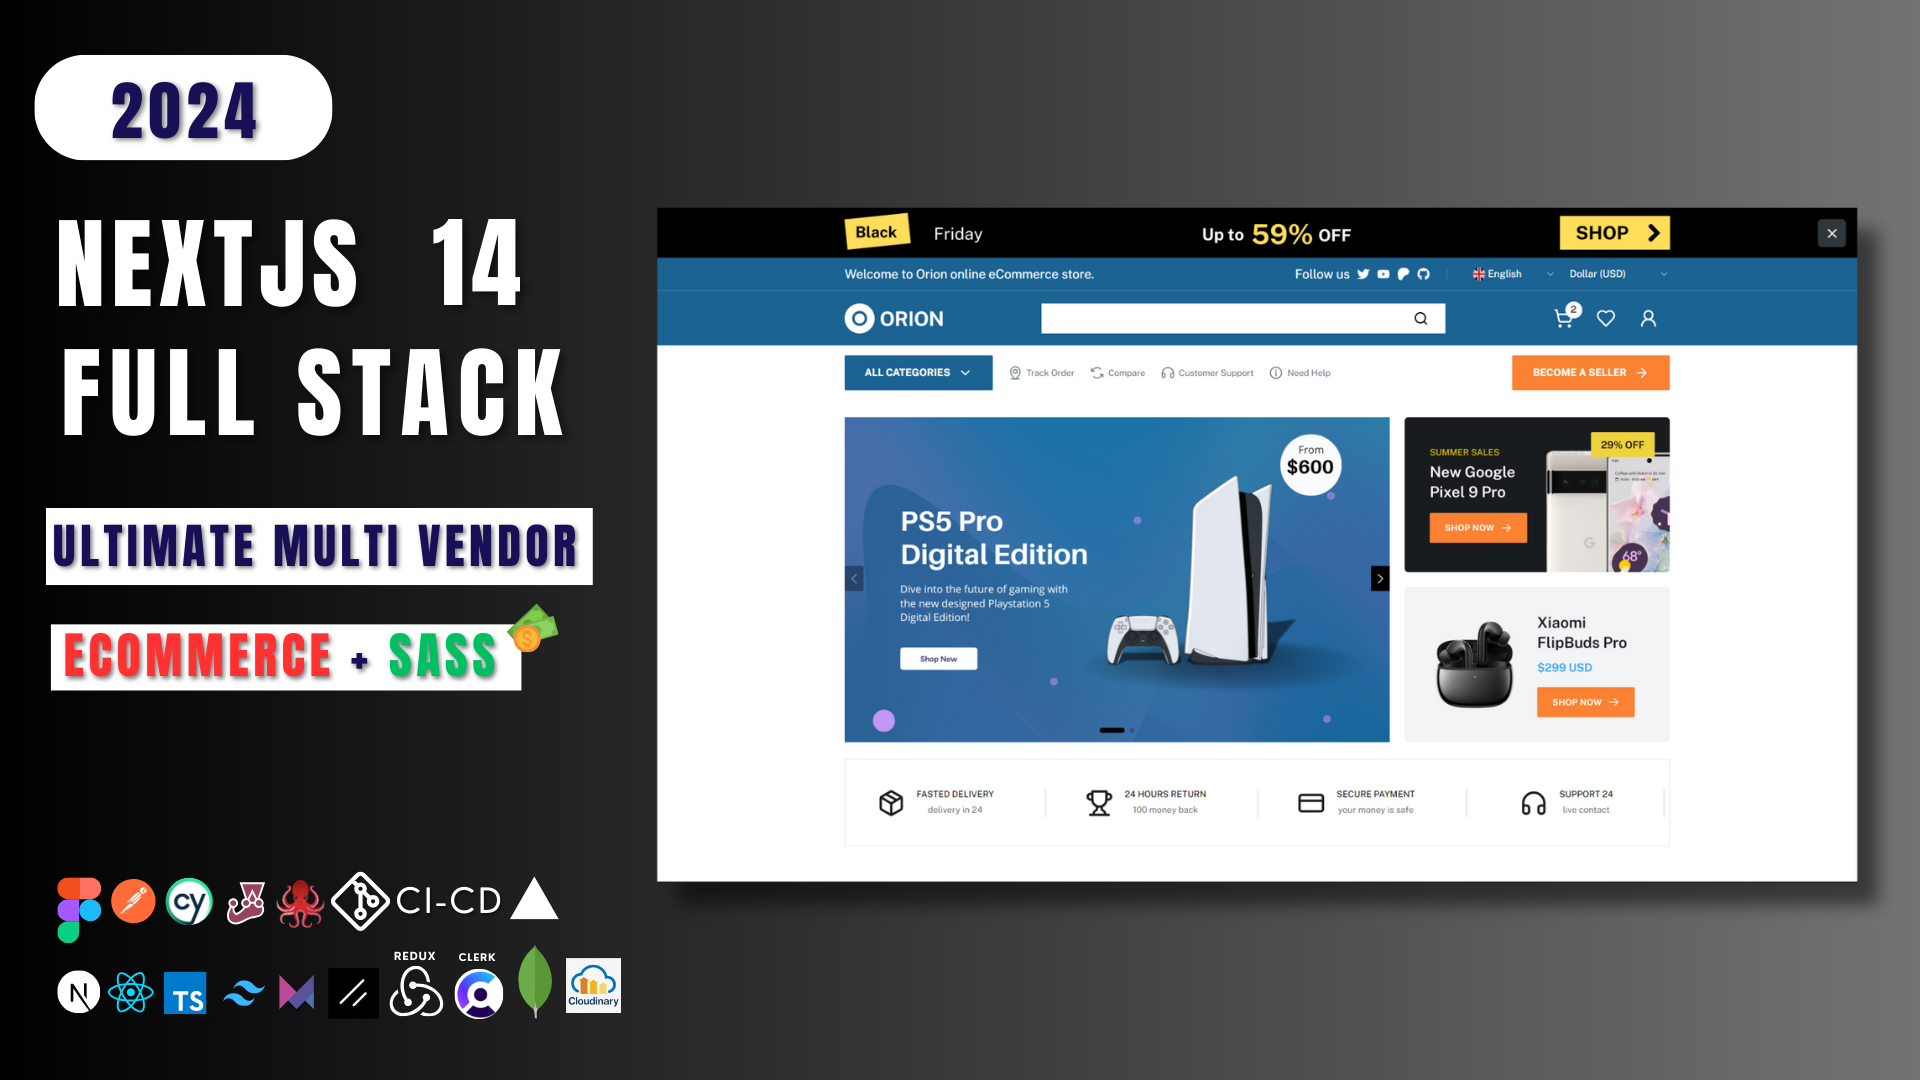 2024
NEXTJS 14
FULL STACK
ULTIMATE MULTI VENDOR
ECOMMERCE + SASS
Black Friday Up to 59% OFF SHOP
Welcome to Orion online eCommerce store. Follow us English Dollar (USD)
ORION 2
ALL CATEGORIES Track Order Compare Customer Support Need Help BECOME A SELLER
From
$600
PS5 Pro
Digital Edition
Dive into the future of gaming with
the new designed Playstation 5
Digital Edition!
Shop Now
29% OFF
SUMMER SALES
New Google
Pixel 9 Pro
SHOP NOW
G
68°
Xiaomi
FlipBuds Pro
$299 USD
SHOP NOW
FASTED DELIVERY
delivery in 24
24 HOURS RETURN
100 money back
SECURE PAYMENT
your money is safe
SUPPORT 24
live contact
cy CI-CD
REDUX CLERK
N TS Cloudinary